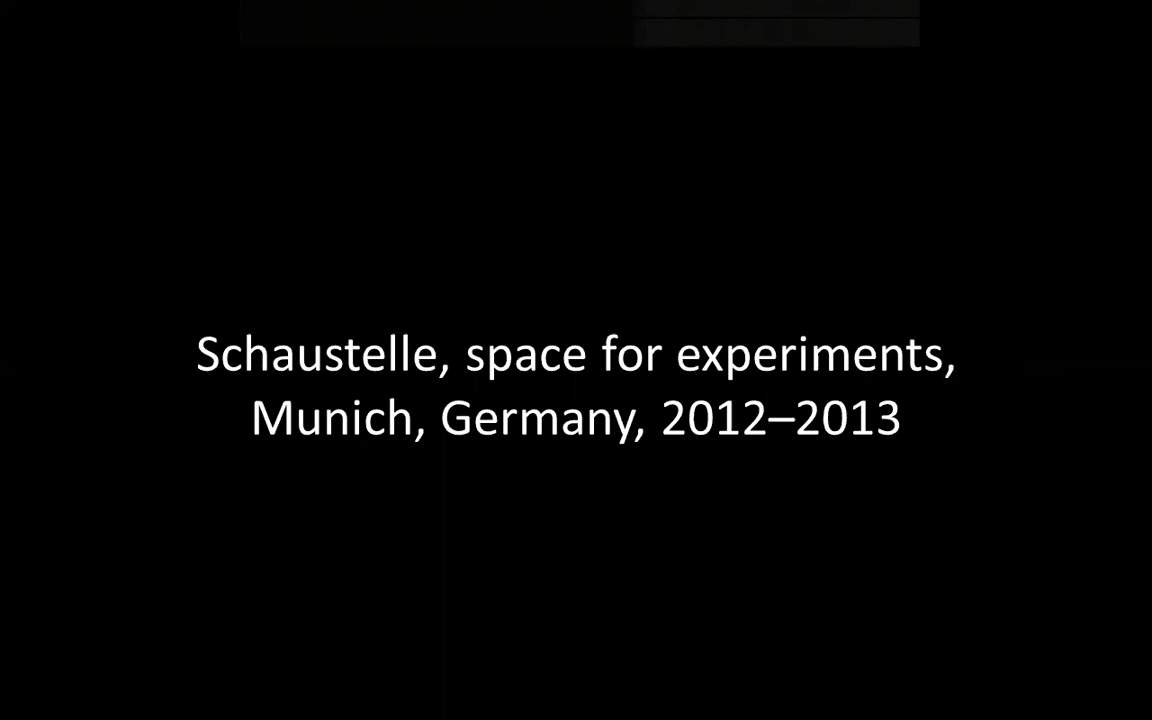 Schaustelle, space for experiments,
Munich, Germany, 2012–2013